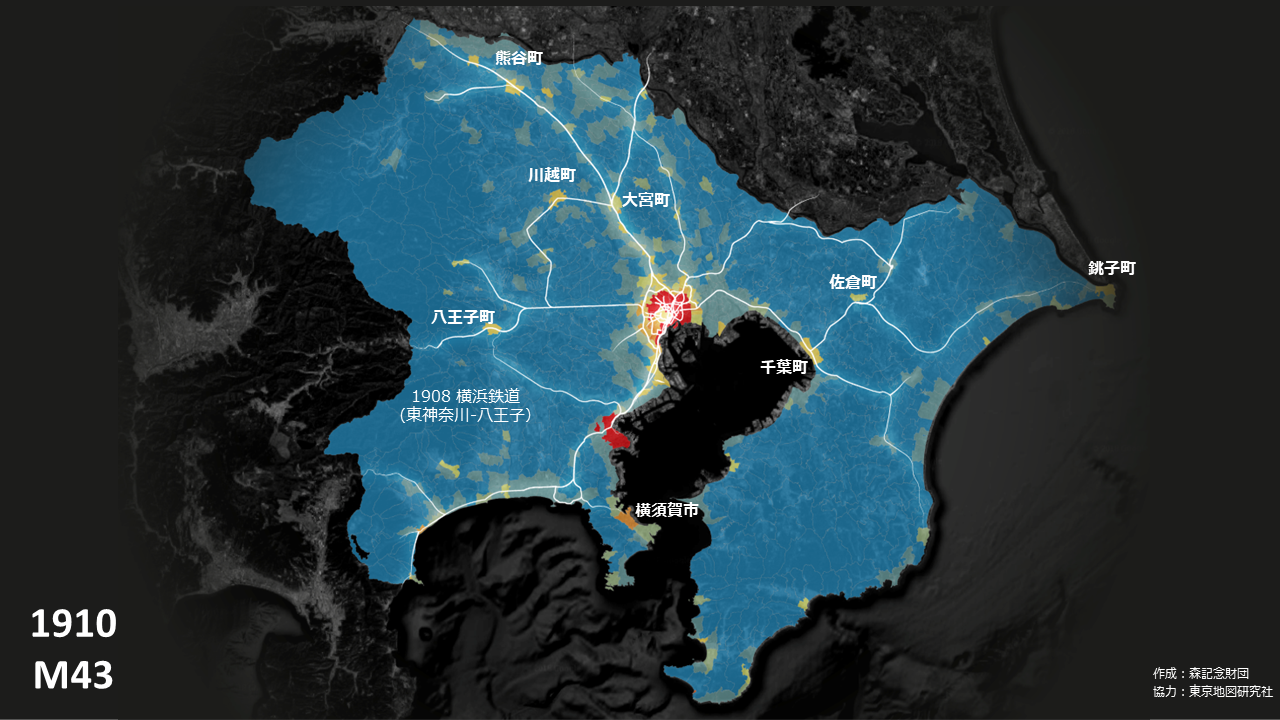 熊谷町
川越町
大宮町
銚子町
佐倉町
八王子町
千葉町
1908 横浜鉄道
(東神奈川-八王子)
横須賀市
1910
M43
作成：森記念財団
協力：東京地図研究社